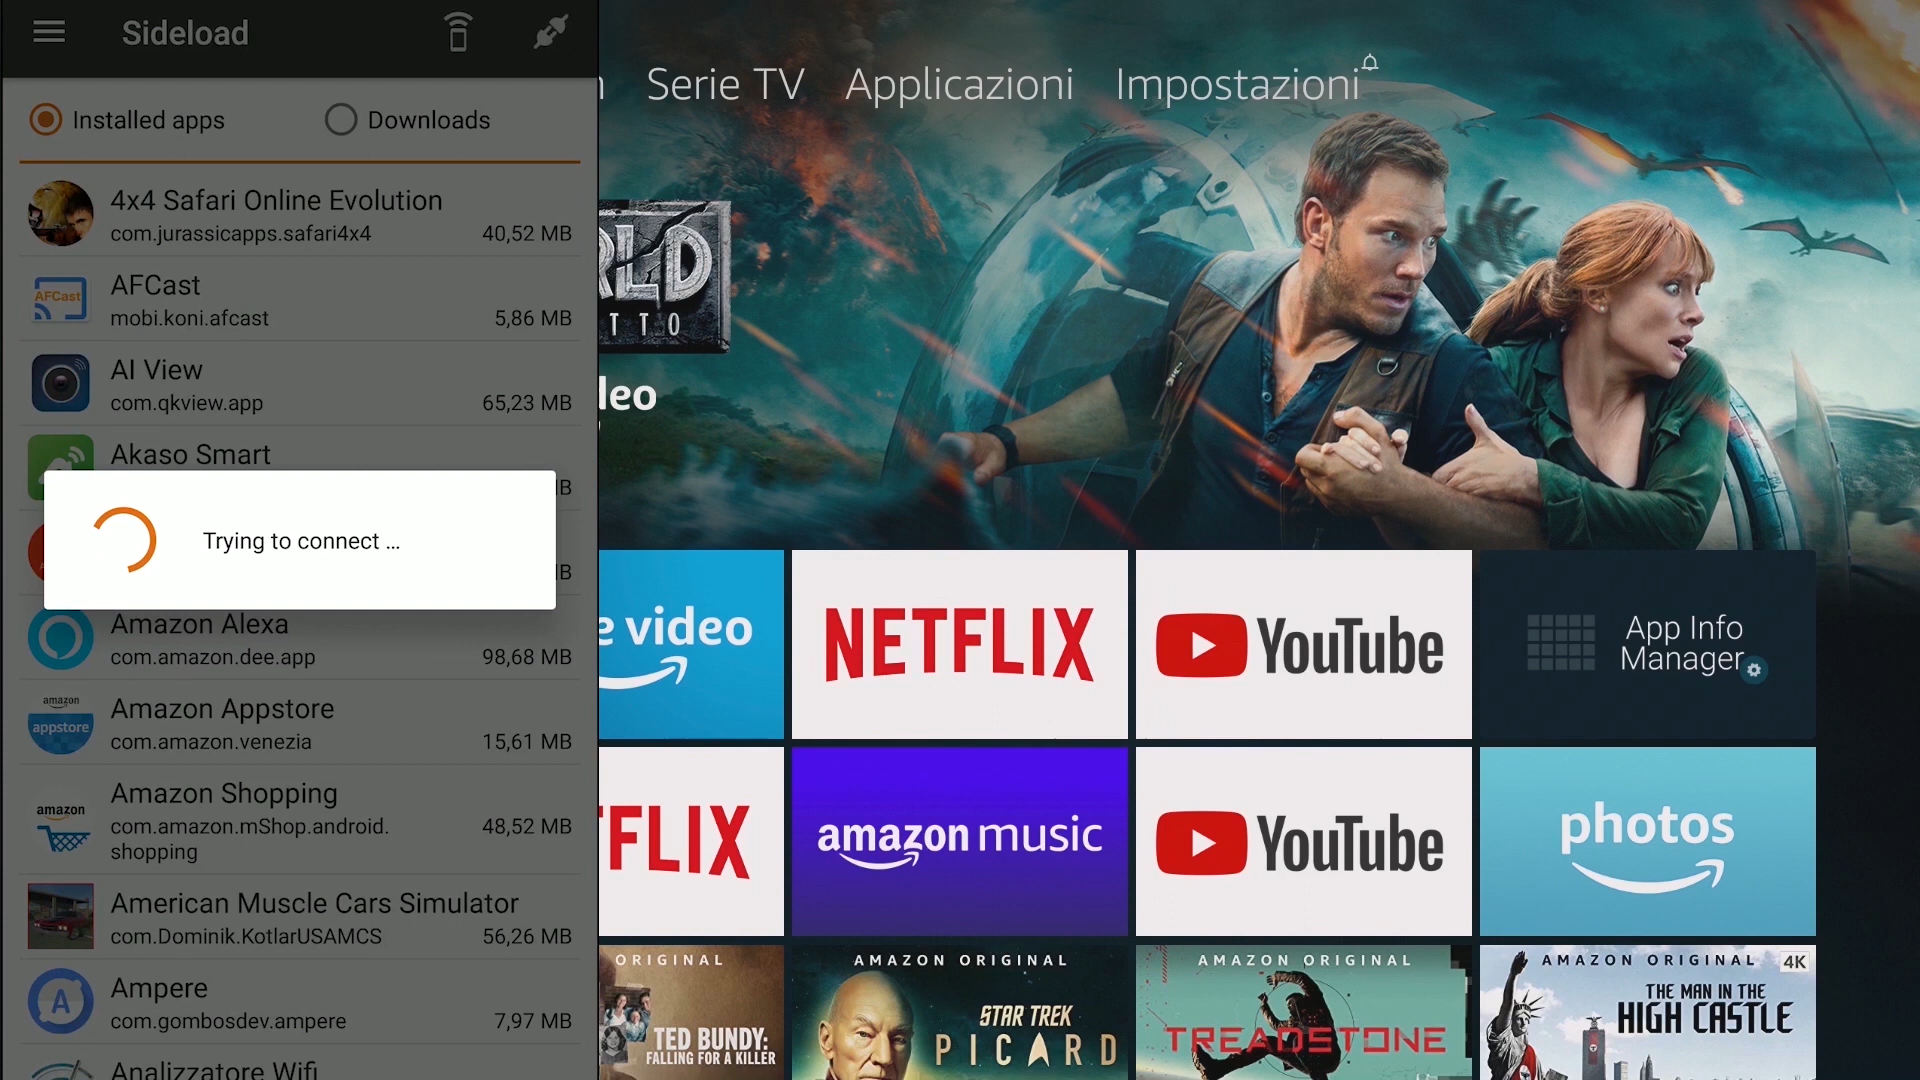 Sideload
Installed apps
Downloads
4x4 Safari Online Evolution
com.jurassicapps.safari4x4
40,52 MB
AFCast
AFCast
mobi.koni.afcast
5,86 MB
AI View
com.qkview.app
65,23 MB
Akaso Smart
Trying to connect ...
Amazon Alexa
com.amazon.dee.app
98,68 MB
amazon
appstore
Amazon Appstore
com.amazon.venezia
15,61 MB
amazon
Amazon Shopping
com.amazon.mShop.android.
shopping
48,52 MB
American Muscle Cars Simulator
com.Dominik.KotlarUSAMCS
56,26 MB
A
Ampere
com.gombosdev.ampere
7,97 MB
Analizzatore Wifi
Serie TV
Applicazioni
Impostazioni
RLD
TTO
deo
e video
NETFLIX
YouTube
App Info
Manager
FLIX
amazon music
YouTube
photos
ORIGINAL
TED BUNDY:
FALLING FOR A KILLER
AMAZON ORIGINAL
STAR TREK
PICARD
AMAZON ORIGINAL
TREADSTONE
AMAZON ORIGINAL
4K
THE MAN IN THE
HIGH CASTLE